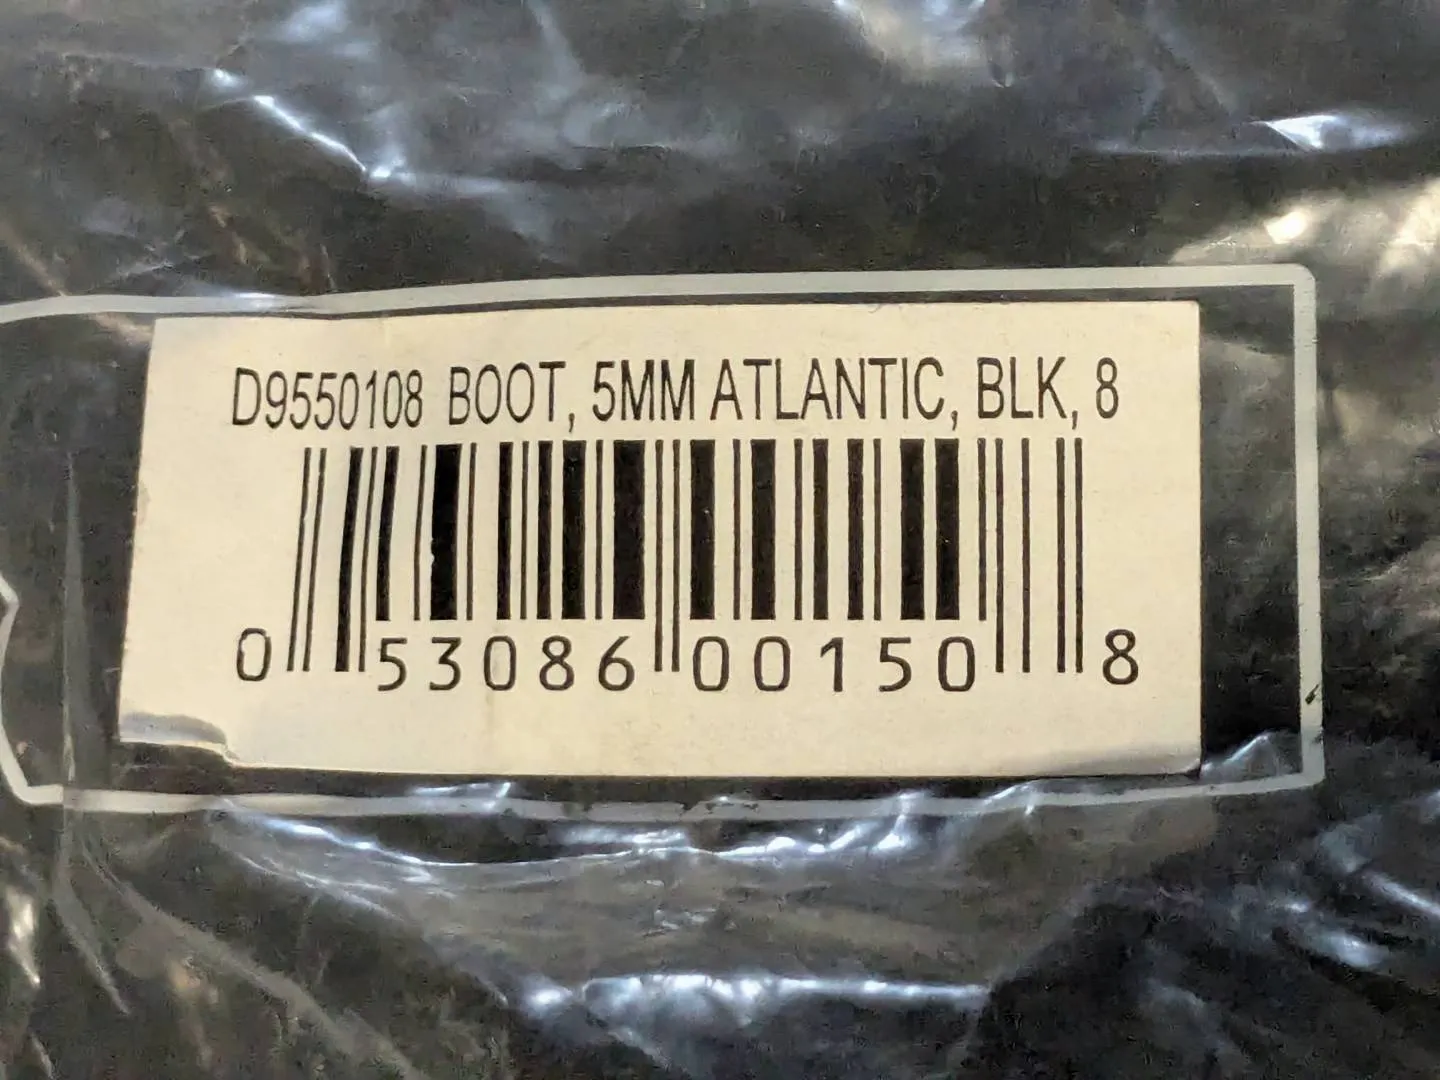 D9550108 BOOT, 5MM ATLANTIC, BLK, 8
0 53086 00150 8